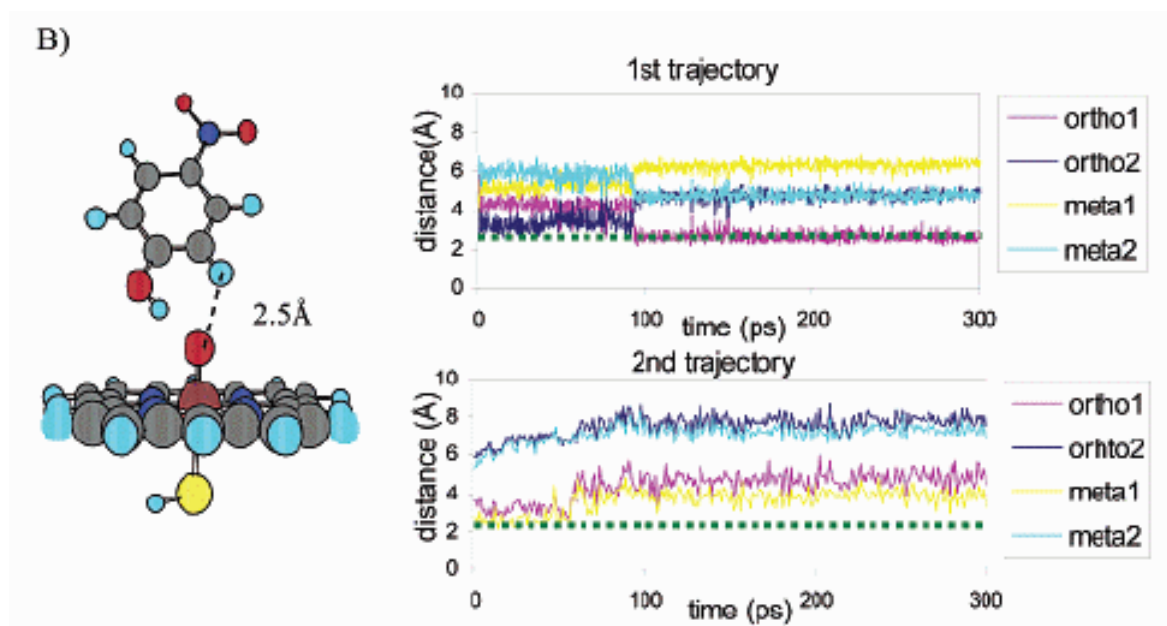 B)
2.5Å
1st trajectory
distance(Å)
10
8
6
4
2
0
0 100 200 300
time (ps)
ortho1
ortho2
meta1
meta2
2nd trajectory
distance (Å)
10
8
6
4
2
0
0 100 200 300
time (ps)
ortho1
orhto2
meta1
meta2